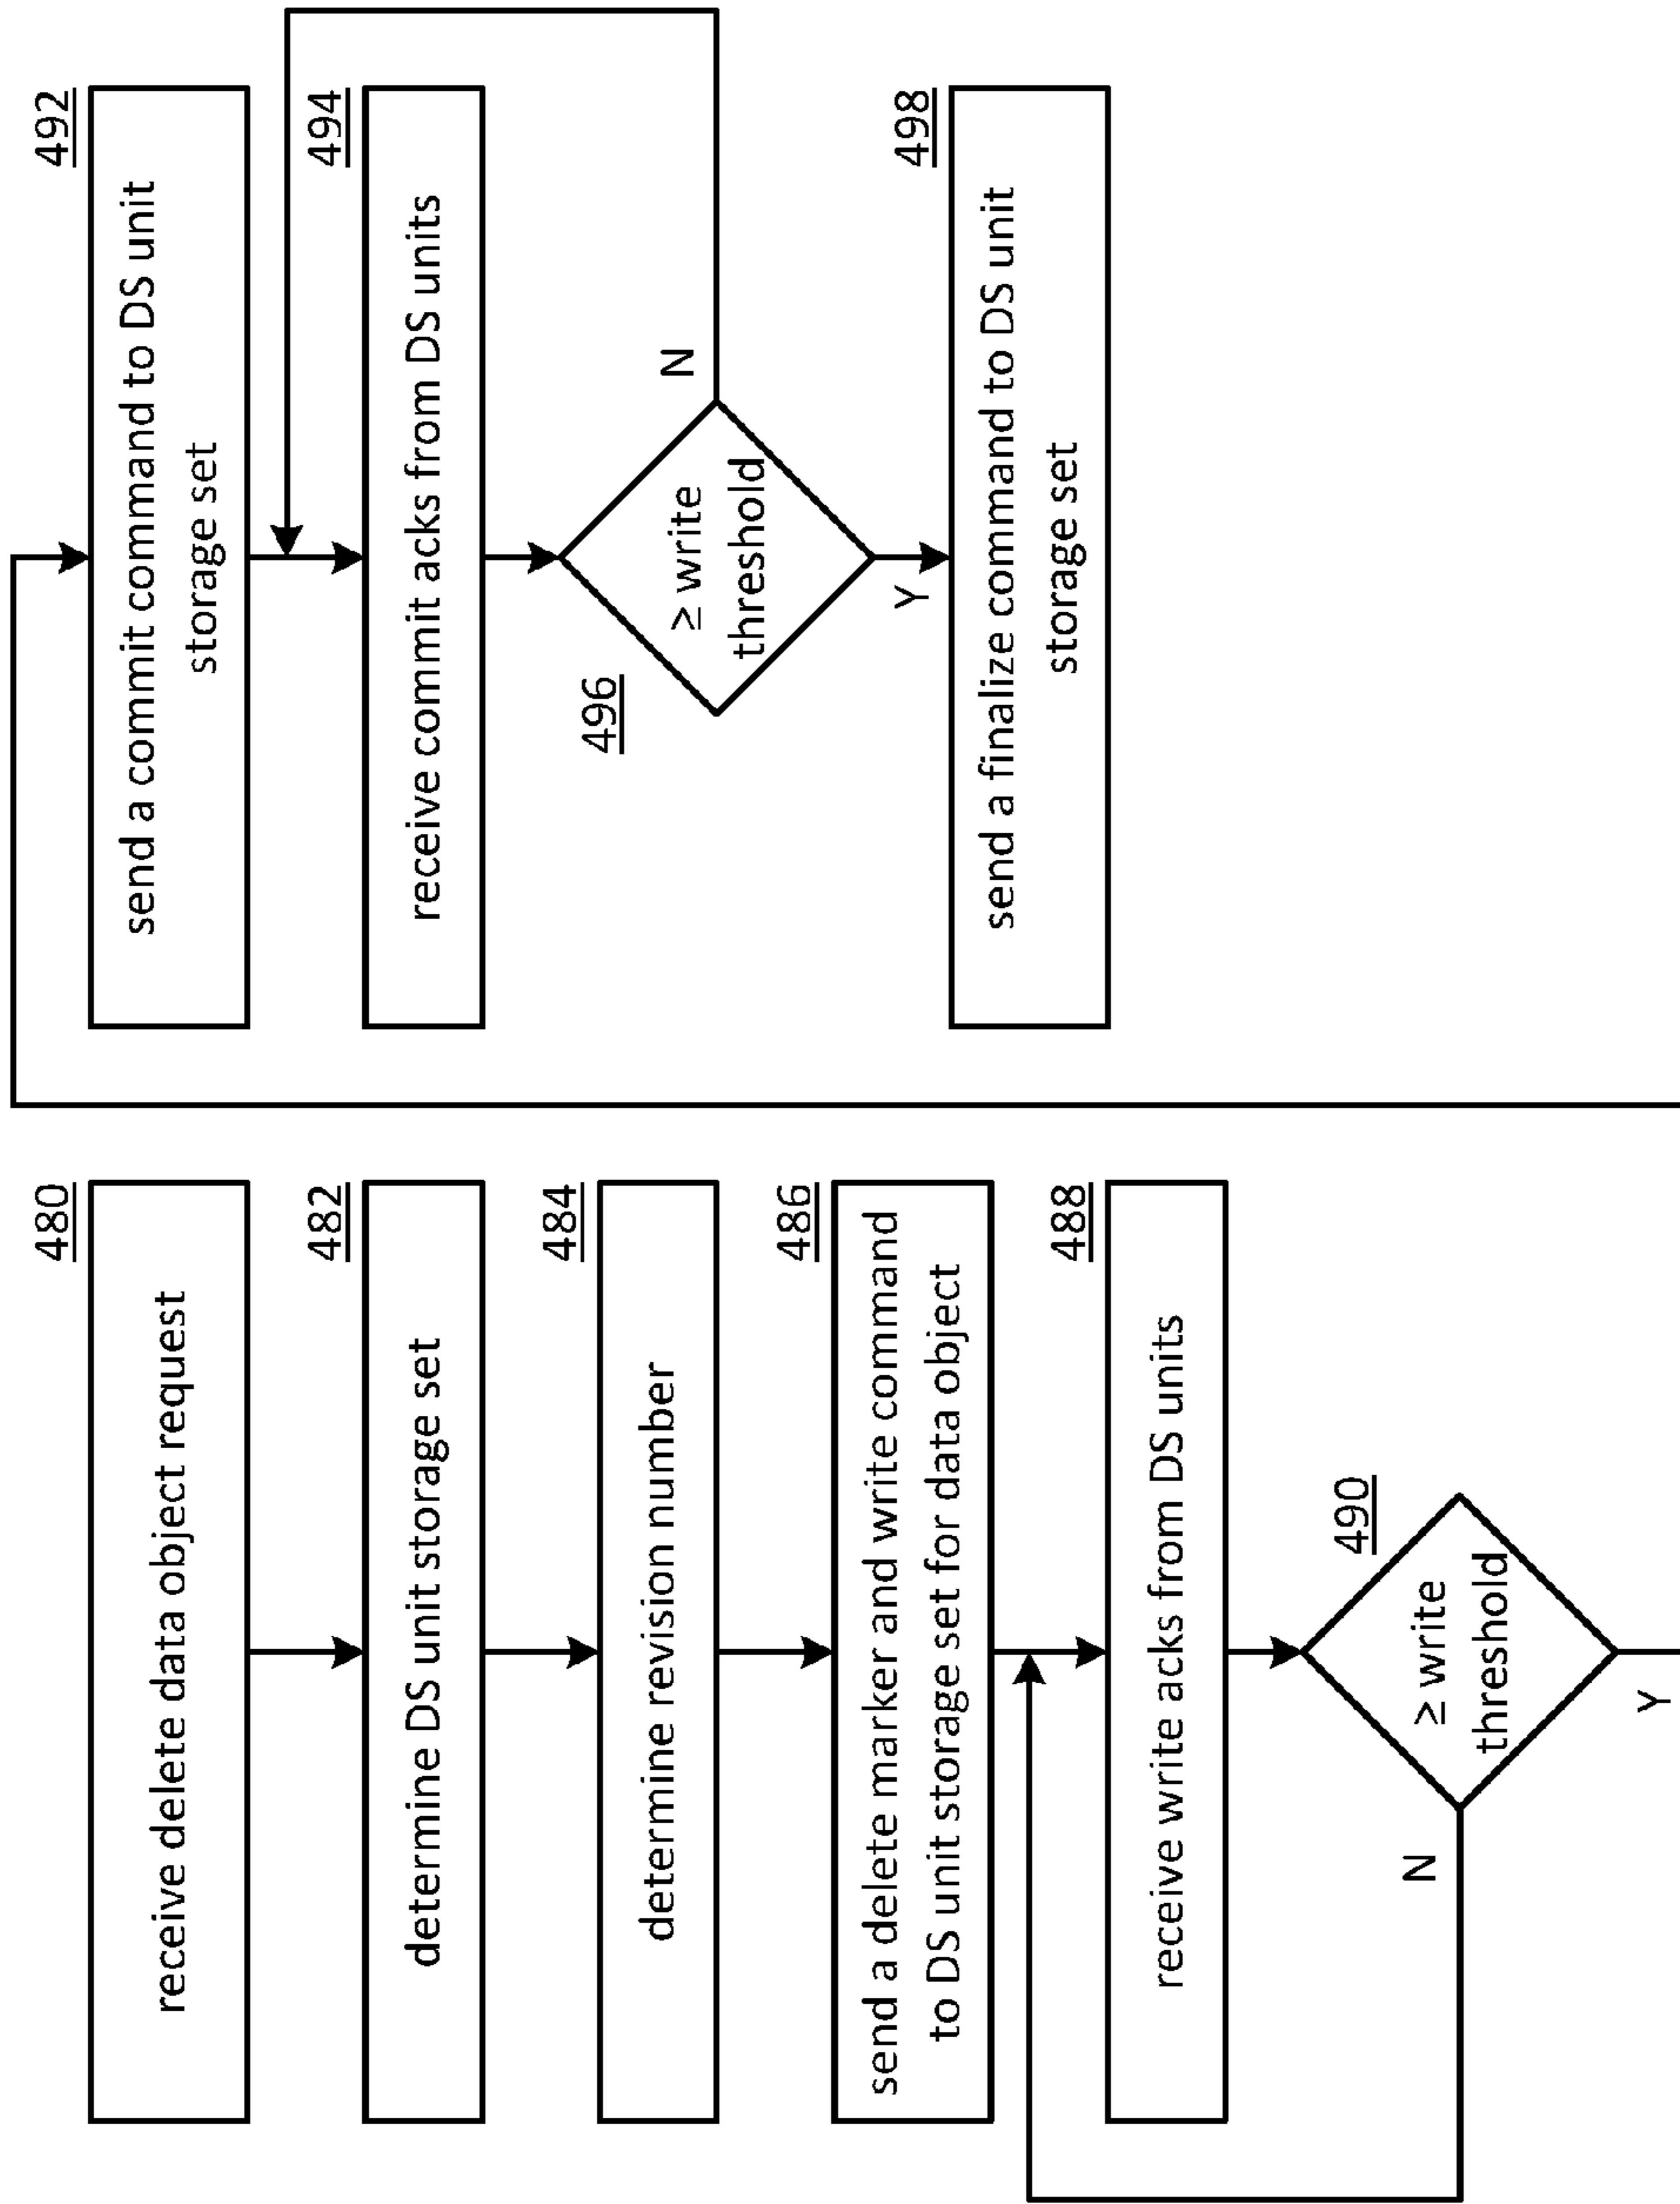 480
receive delete data object request
482
determine DS unit storage set
484
determine revision number
486
send a delete marker and write command
to DS unit storage set for data object
488
receive write acks from DS units
490
≥ write
threshold
N
Y
492
send a commit command to DS unit
storage set
494
receive commit acks from DS units
496
≥ write
threshold
N
Y
498
send a finalize command to DS unit
storage set